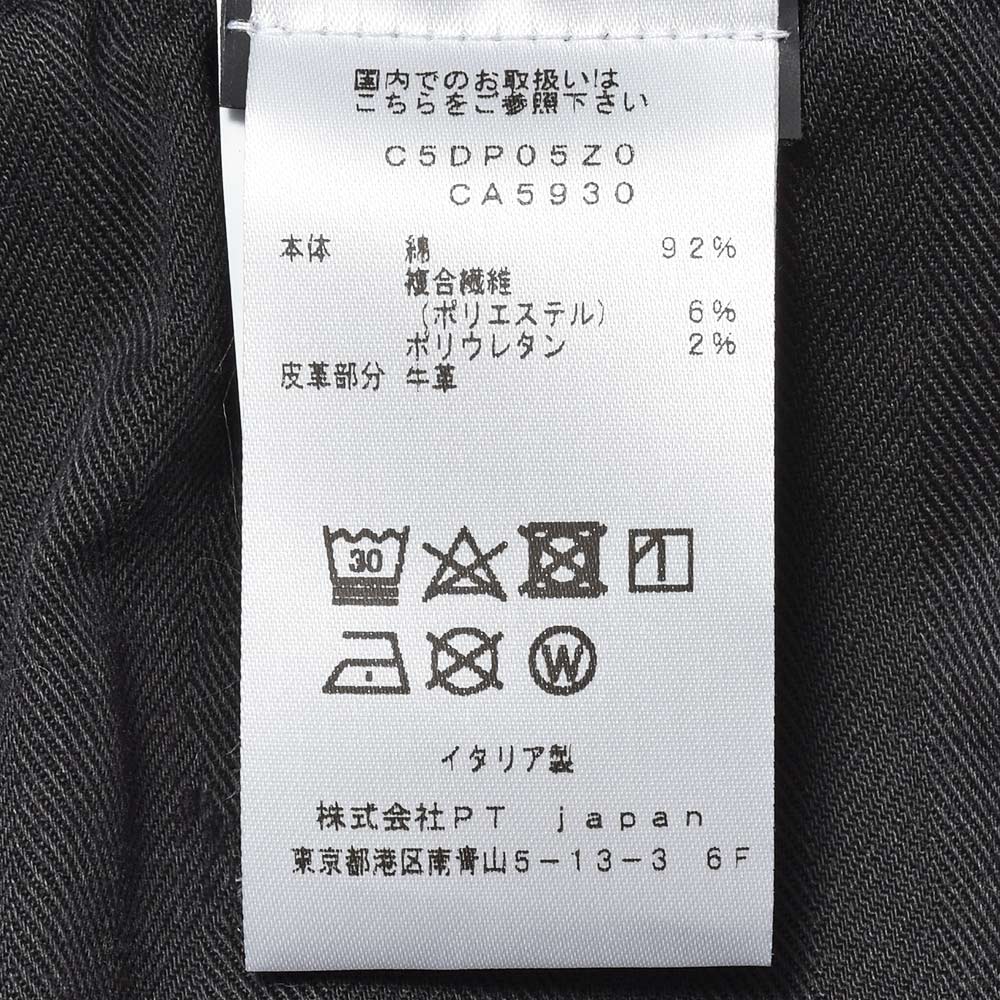 国内でのお取扱いは
こちらをご参照下さい
C5DP05Z0
CA5930
本体 綿 92%
複合繊維
(ポリエステル) 6%
ポリウレタン 2%
皮革部分 牛革
30
W
イタリア製
株式会社PT japan
東京都港区南青山5-13-3 6F